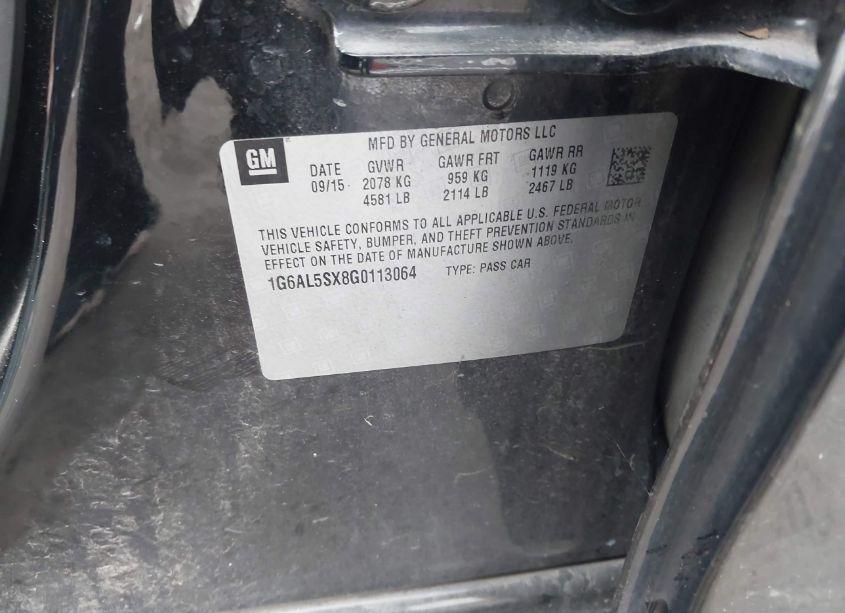 GM
MFD BY GENERAL MOTORS LLC
DATE GVWR GAWR FRT GAWR RR
09/15 2078 KG 959 KG 1119 KG
4581 LB 2114 LB 2467 LB
THIS VEHICLE CONFORMS TO ALL APPLICABLE U.S. FEDERAL MOTOR
VEHICLE SAFETY, BUMPER, AND THEFT PREVENTION STANDARDS IN
EFFECT ON THE DATE OF MANUFACTURE SHOWN ABOVE.
1G6AL5SX8G0113064 TYPE: PASS CAR